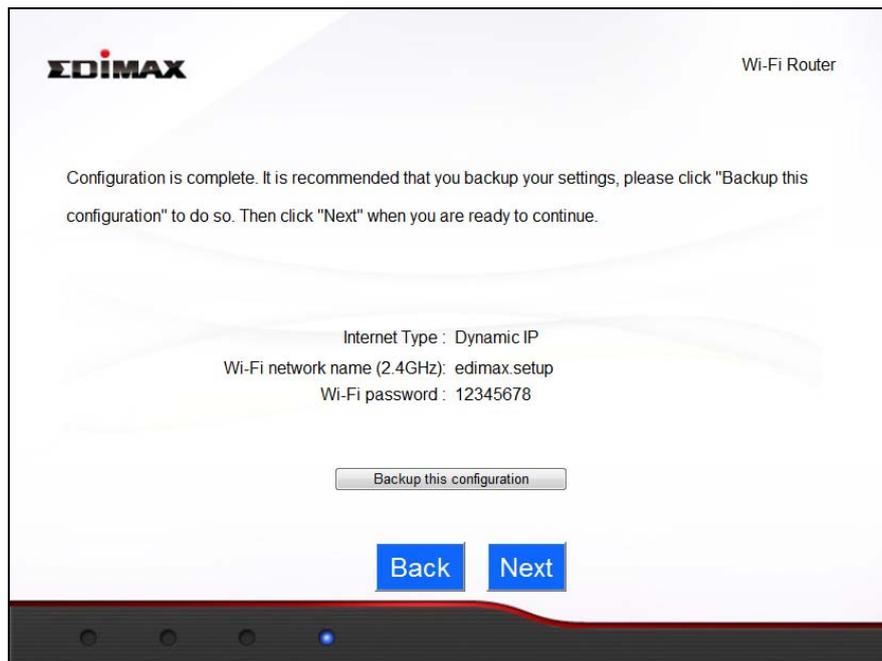 EDIMAX
Wi-Fi Router
Configuration is complete. It is recommended that you backup your settings, please click "Backup this
configuration" to do so. Then click "Next" when you are ready to continue.
Internet Type : Dynamic IP
Wi-Fi network name (2.4GHz): edimax.setup
Wi-Fi password : 12345678
Backup this configuration
Back
Next